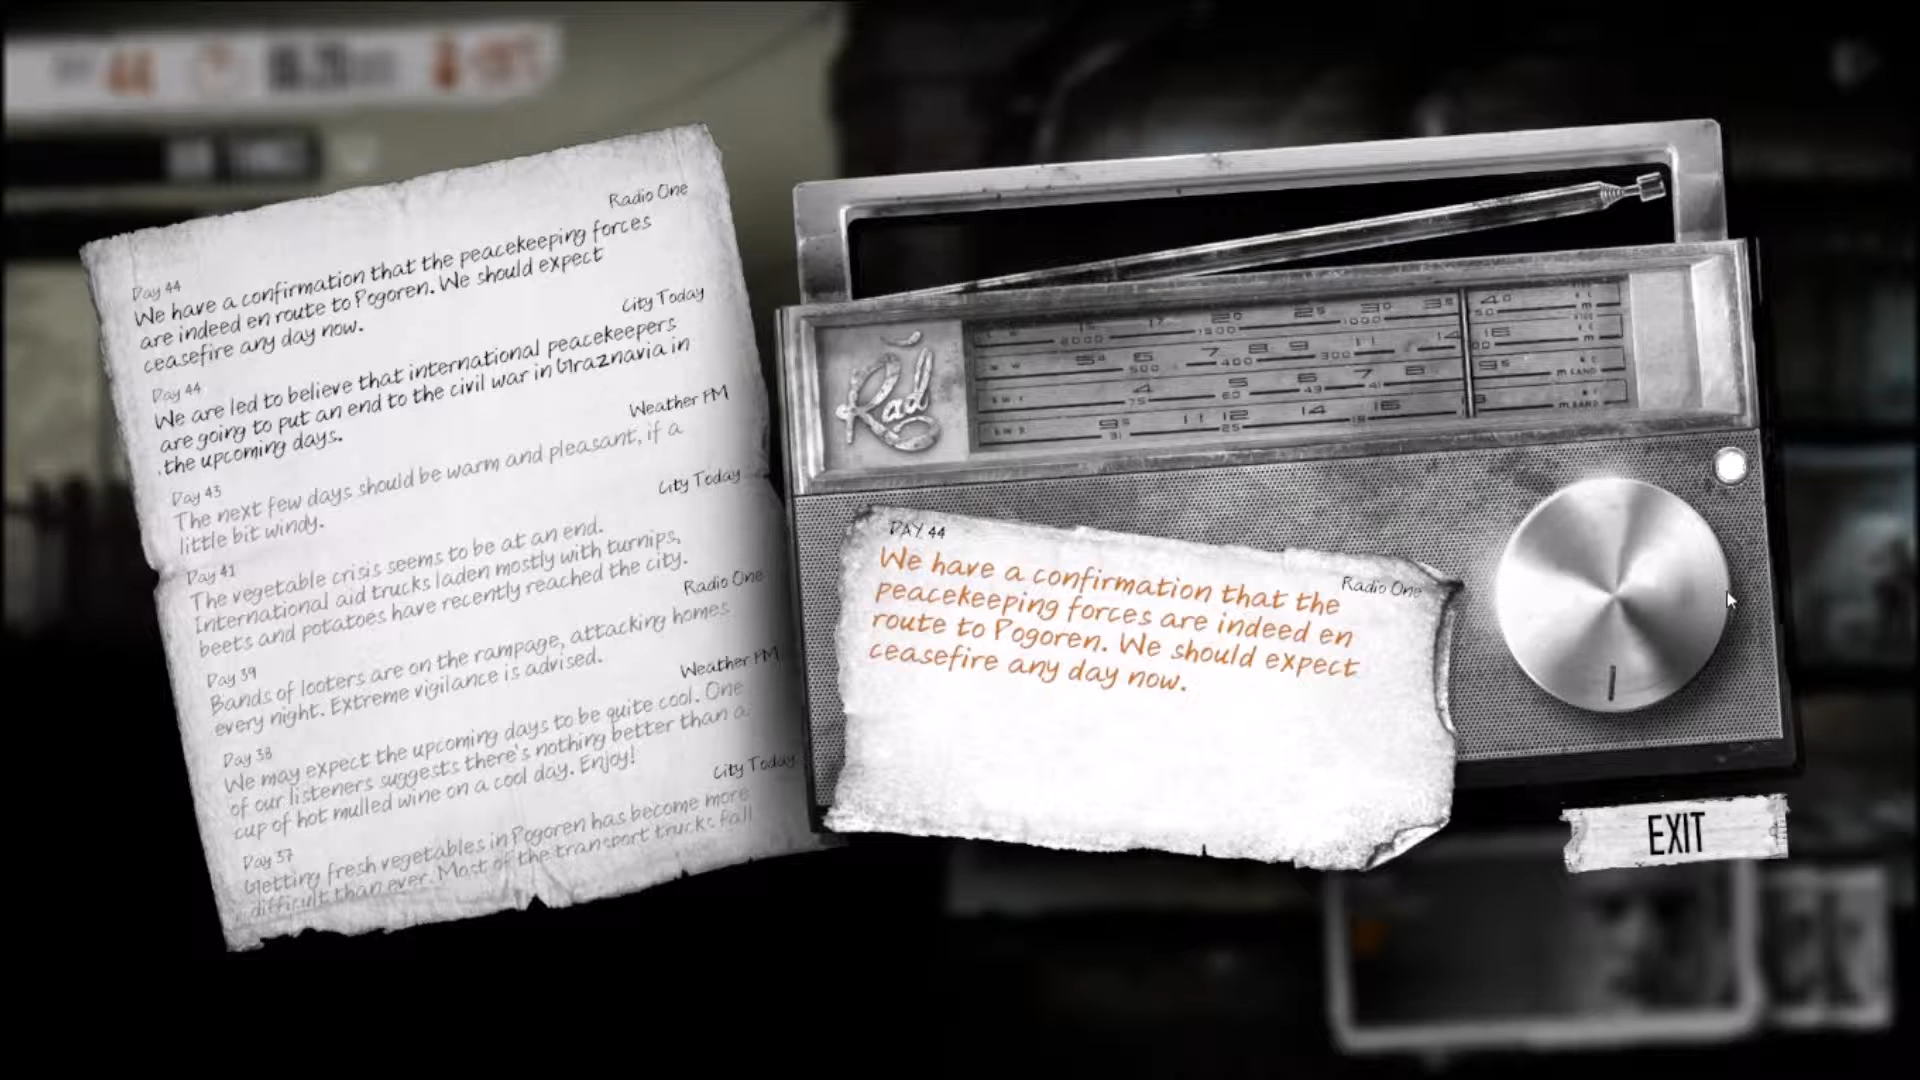 44
Radio One
Day 44
We have a confirmation that the peacekeeping forces
are indeed en route to Pogoren. We should expect
ceasefire any day now.
City Today
Day 44
We are led to believe that international peacekeepers
are going to put an end to the civil war in Graznavia in
the upcoming days.
Weather FM
Day 43
The next few days should be warm and pleasant, if a
little bit windy.
City Today
Day 41
The vegetable crisis seems to be at an end.
International aid trucks laden mostly with turnips,
beets and potatoes have recently reached the city.
Radio One
Day 39
Bands of looters are on the rampage, attacking homes
every night. Extreme vigilance is advised.
Weather FM
Day 38
We may expect the upcoming days to be quite cool. One
of our listeners suggests there's nothing better than a
cup of hot mulled wine on a cool day. Enjoy!
City Today
Day 37
Getting fresh vegetables in Pogoren has become more
difficult than ever. Most of the transport trucks fall
Rad
DAY 44
Radio One
We have a confirmation that the
peacekeeping forces are indeed en
route to Pogoren. We should expect
ceasefire any day now.
EXIT